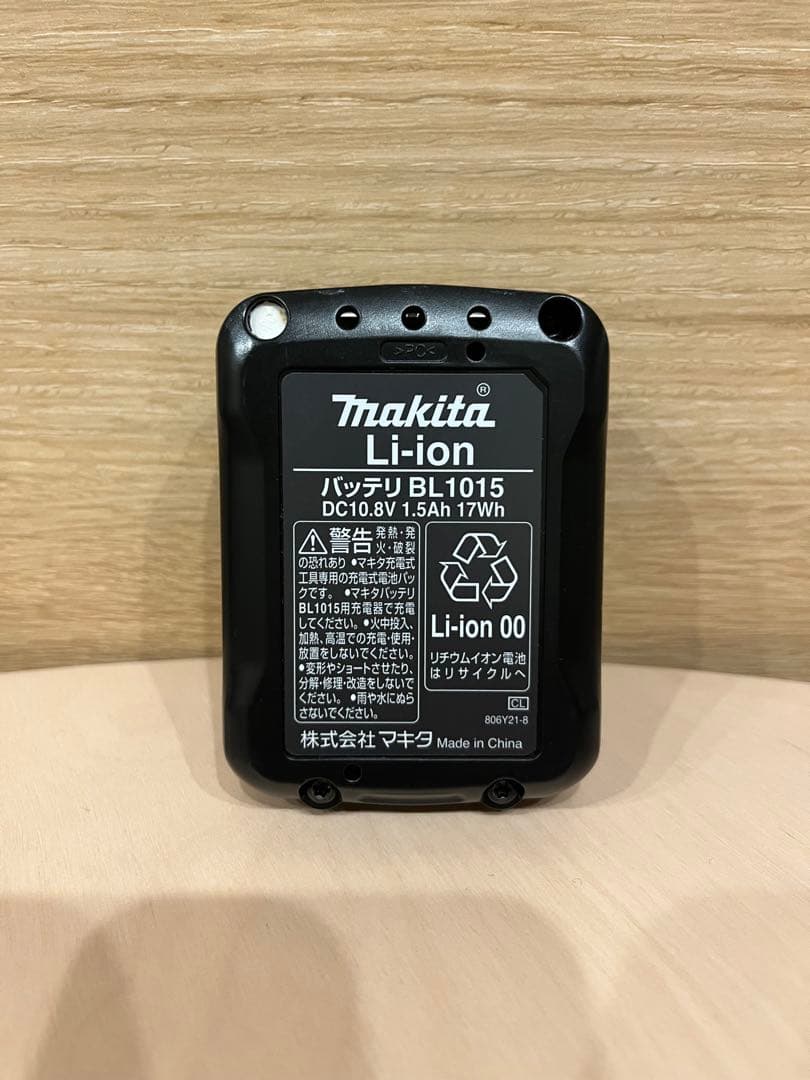 >PC<
makita®
Li-ion
バッテリ BL1015
DC10.8V 1.5Ah 17Wh
警告 発熱・発
火・破裂
の恐れあり ●マキタ充電式
工具専用の充電式電池パッ
クです。 ●マキタバッテリ
BL1015用充電器で充電
してください。●火中投入、
加熱、高温での充電・使用・
放置をしないでください。
●変形やショートさせたり、
分解・修理・改造をしないで
ください。 ●雨や水にぬら
さないでください。
Li-ion 00
リチウムイオン電池
はリサイクルへ
CL
806Y21-8
株式会社マキタ Made in China